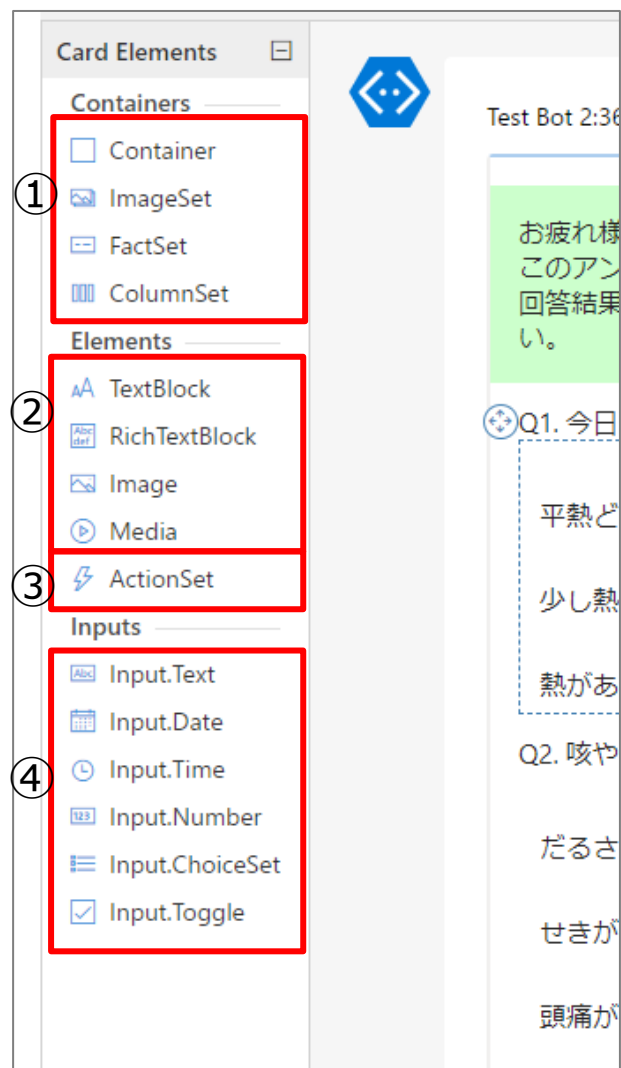 Card Elements
Containers
①
Container
ImageSet
FactSet
ColumnSet
Elements
②
TextBlock
RichTextBlock
Image
Media
③
ActionSet
Inputs
④
Input.Text
Input.Date
Input.Time
Input.Number
Input.ChoiceSet
Input.Toggle
Test Bot 2:36
お疲れ様
このアン
回答結果
い。
Q1. 今日
平熱ど
少し熱
熱があ
Q2. 咳や
だるさ
せきが
頭痛が